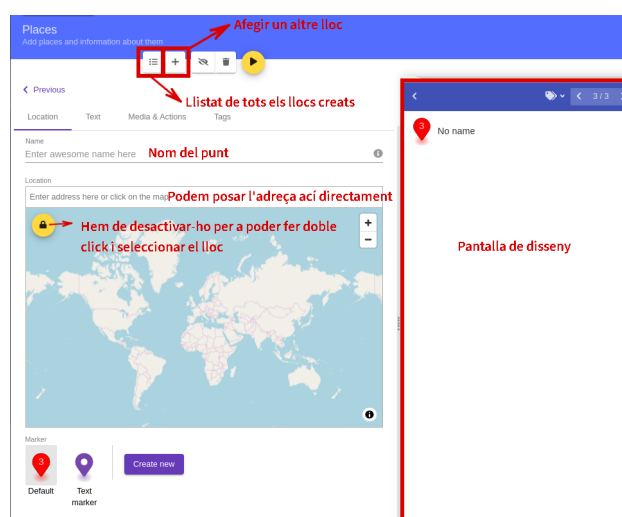 Places
Afegir un altre lloc
Add places and information about them
Llistat de tots els llocs creats
Previous
3 / 3
Location Text Media & Actions Tags
3
No name
Name
Enter awesome name here
Nom del punt
Location
Enter address here or click on the map
Podem posar l'adreça ací directament
Hem de desactivar-ho per a poder fer doble
click i seleccionar el lloc
Pantalla de disseny
Marker
3
Create new
Default
Text
marker